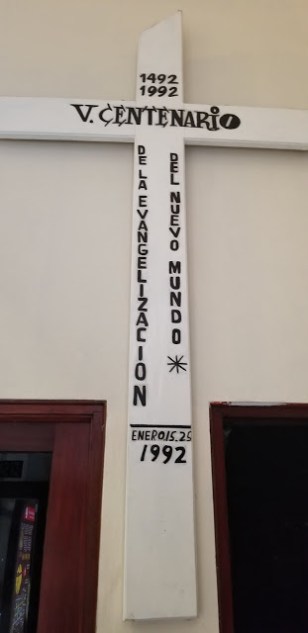 1492
1992
V. CENTENARIO
DE LA EVANGELIZACION
DEL NUEVO MUNDO *
ENERO.15.25
1992